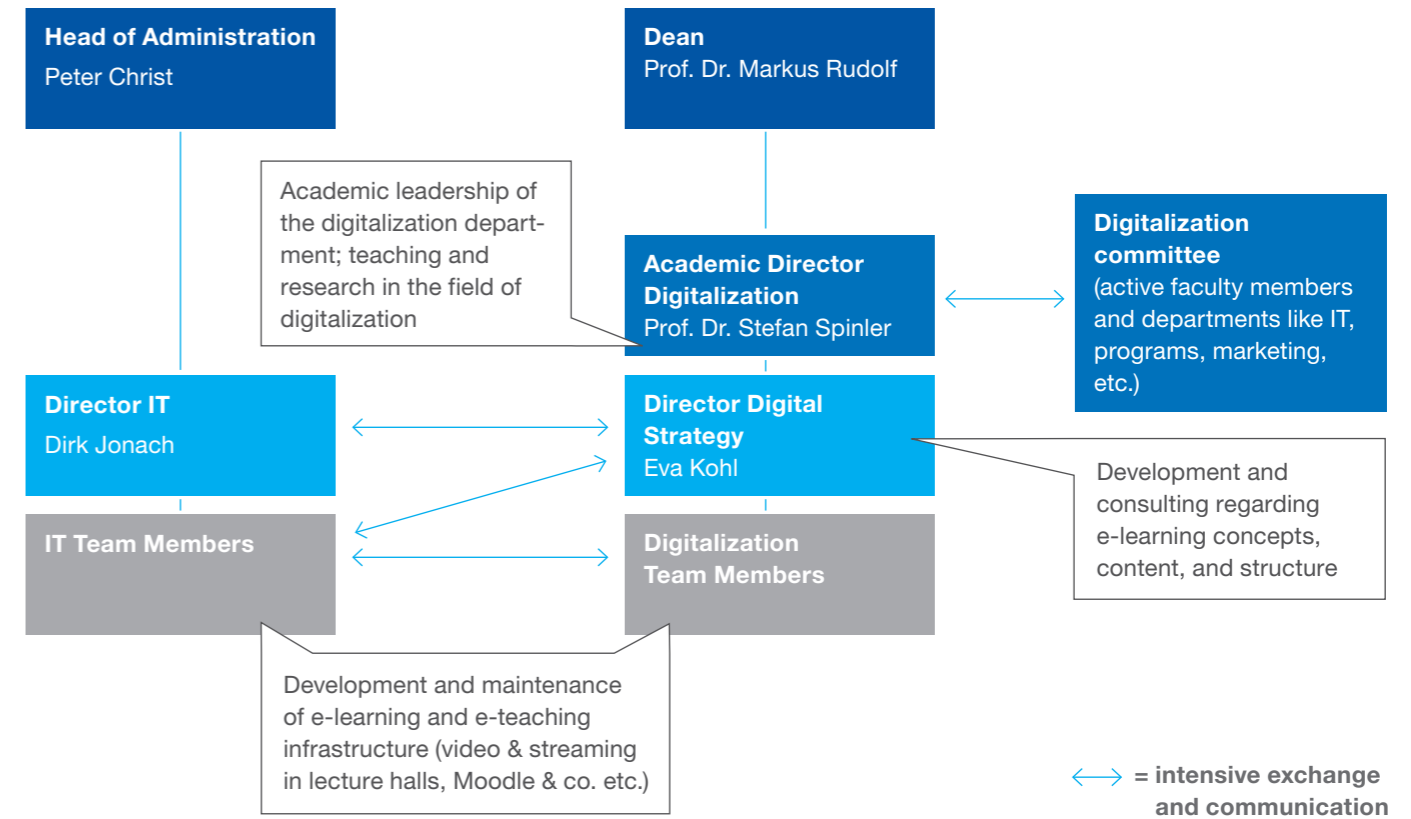 Head of Administration
Peter Christ
Dean
Prof. Dr. Markus Rudolf
Academic leadership of
the digitalization depart-
ment; teaching and
research in the field of
digitalization
Academic Director
Digitalization
Prof. Dr. Stefan Spinler
Digitalization
committee
(active faculty members
and departments like IT,
programs, marketing,
etc.)
Director IT
Dirk Jonach
Director Digital
Strategy
Eva Kohl
Development and
consulting regarding
e-learning concepts,
content, and structure
IT Team Members
Digitalization
Team Members
Development and maintenance
of e-learning and e-teaching
infrastructure (video & streaming
in lecture halls, Moodle & co. etc.)
= intensive exchange
and communication